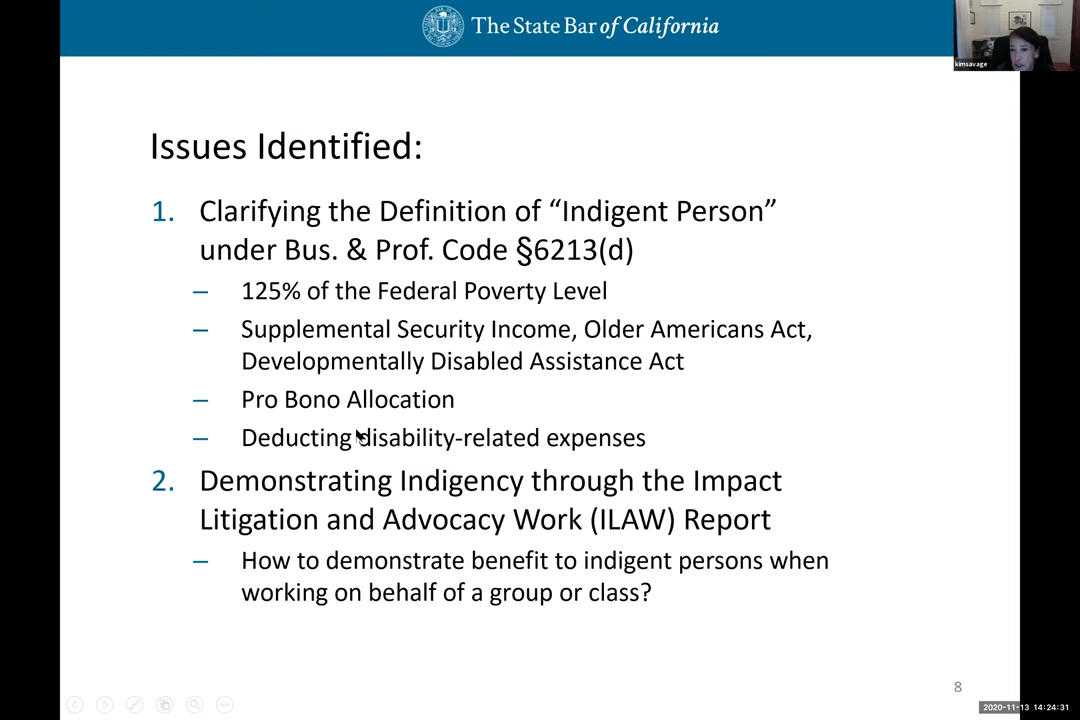 The State Bar of California
kimsavage
Issues Identified:
1. Clarifying the Definition of “Indigent Person”
under Bus. & Prof. Code §6213(d)
– 125% of the Federal Poverty Level
– Supplemental Security Income, Older Americans Act,
Developmentally Disabled Assistance Act
– Pro Bono Allocation
– Deducting disability-related expenses
2. Demonstrating Indigency through the Impact
Litigation and Advocacy Work (ILAW) Report
– How to demonstrate benefit to indigent persons when
working on behalf of a group or class?
8
2020-11-13 14:24:31